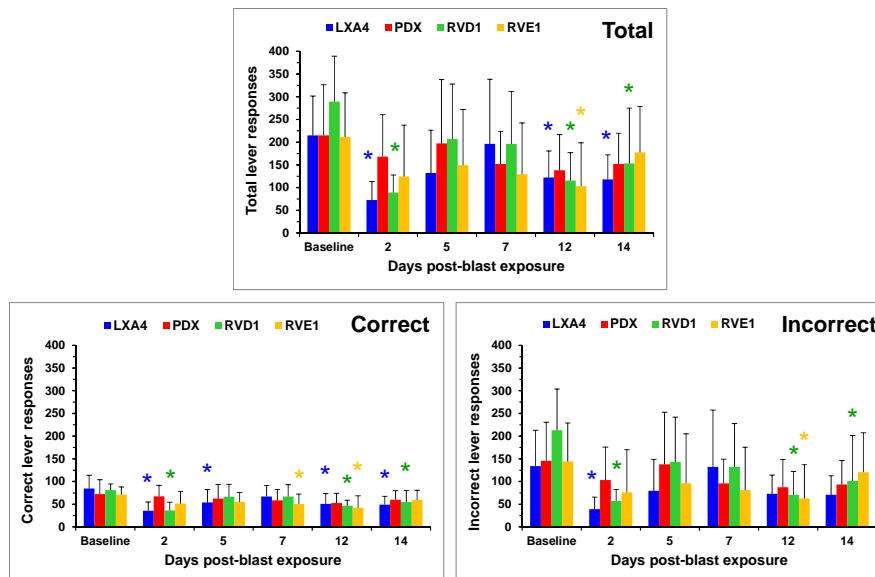 LXA4 PDX RVD1 RVE1
Total
400
350
300
250
200
150
100
50
0
Total lever responses
* * * * * * *
Baseline 2 5 7 12 14
Days post-blast exposure
LXA4 PDX RVD1 RVE1
Correct
400
350
300
250
200
150
100
50
0
Correct lever responses
* * * * * * * * *
Baseline 2 5 7 12 14
Days post-blast exposure
LXA4 PDX RVD1 RVE1
Incorrect
400
350
300
250
200
150
100
50
0
Incorrect lever responses
* * * * *
Baseline 2 5 7 12 14
Days post-blast exposure